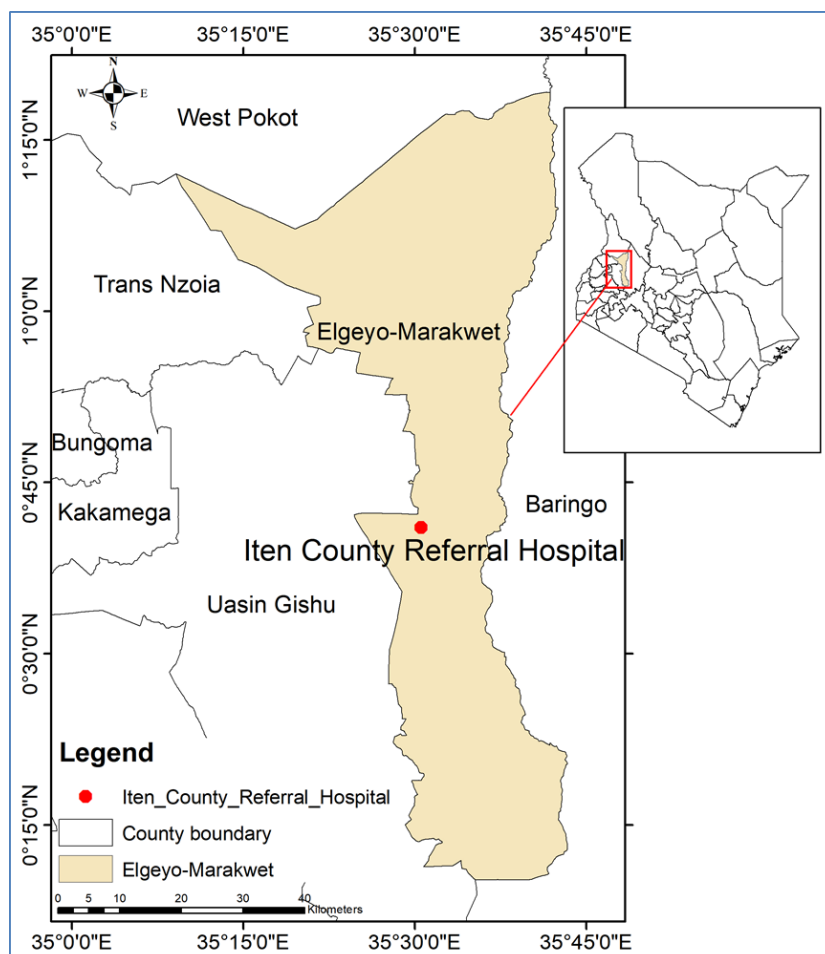 35°0'0"E 35°15'0"E 35°30'0"E 35°45'0"E
N
W E
S
West Pokot
1°15'0"N
Trans Nzoia
1°0'0"N
Elgeyo-Marakwet
Bungoma
0°45'0"N
Kakamega
Baringo
Iten County Referral Hospital
Uasin Gishu
0°30'0"N
Legend
Iten_County_Referral_Hospital
County boundary
0°15'0"N
Elgeyo-Marakwet
0 5 10 20 30 40
Kilometers
35°0'0"E 35°15'0"E 35°30'0"E 35°45'0"E